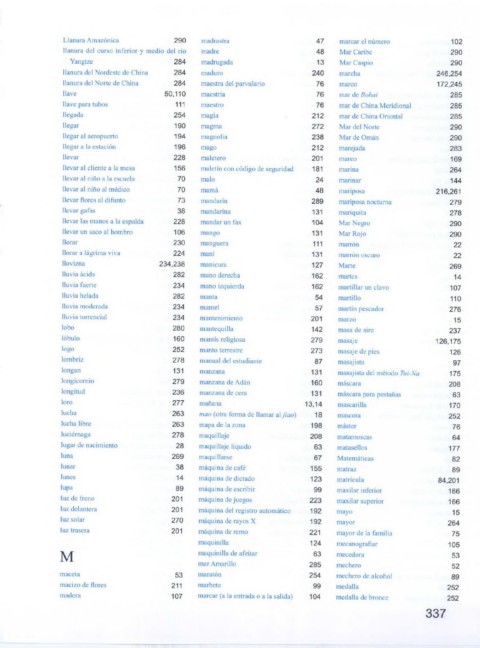 Llanura Amazónica 290
llanura del curso inferior y medio del río
Yangtze 284
llanura del Nordeste de China 284
llanura del Norte de China 284
llave 50,110
llave para tubos 111
llegada 254
llegar 190
llegar al aeropuerto 194
llegar a la estación 196
llevar 228
llevar al cliente a la mesa 156
llevar al niño a la escuela 70
llevar al niño al médico 70
llevar flores al difunto 73
llevar gafas 36
llevar las manos a la espalda 228
llevar un saco al hombro 106
llorar 230
llorar a lágrima viva 224
llovizna 234,236
lluvia ácida 282
lluvia fuerte 234
lluvia helada 282
lluvia moderada 234
lluvia torrencial 234
lobo 280
lóbulo 160
logo 252
lombriz 278
longan 131
longicornio 279
longitud 236
loro 277
lucha 263
lucha libre 263
luciérnaga 278
lugar de nacimiento 28
luna 269
lunar 38
lunes 14
lupa 89
luz de freno 201
luz delantera 201
luz solar 270
luz trasera 201
M
maceta 53
macizo de flores 211
madera 107
madrastra 47
madre 48
madrugada 13
maduro 240
maestra del parvulario 76
maestría 76
maestro 76
magia 212
magma 272
magnolia 238
mago 212
maletero 201
maletín con código de seguridad 181
malo 24
mamá 48
mandaria 289
mandarina 131
mandar un fax 104
mango 131
manguera 111
maní 131
manicura 127
mano derecha 162
mano izquierda 162
manta 54
mantel 57
mantenimiento 201
mantequilla 142
mantis religiosa 279
manto terrestre 273
manual del estudiante 87
manzana 131
manzana de Adán 160
manzana de cera 131
mañana 13,14
mao (otra forma de llamar al jiao) 18
mapa de la zona 198
maquillaje 208
maquillaje líquido 63
maquillarse 67
máquina de café 155
máquina de dictado 123
máquina de escribir 99
máquina de juegos 223
máquina del registro automático 192
máquina de rayos X 192
máquina de remo 221
maquinilla 124
maquinilla de afeitar 63
mar Amarillo 285
maratón 254
marbete 99
marcar (a la entrada o a la salida) 104
marcar el número 102
Mar Caribe 290
Mar Caspio 290
marcha 246,254
marco 172,245
mar de Bohai 285
mar de China Meridional 285
mar de China Oriental 285
Mar del Norte 290
Mar de Omán 290
marejada 283
mareo 169
marina 264
marinar 144
mariposa 216,261
mariposa nocturna 279
mariquita 278
Mar Negro 290
Mar Rojo 290
marrón 22
marrón oscuro 22
Marte 269
martes 14
martillar un clavo 107
martillo 110
martín pescador 276
marzo 15
masa de aire 237
masaje 126,175
masaje de pies 126
masajista 97
masajista del método Tui-Na 175
máscara 208
máscara para pestañas 63
mascarilla 170
mascota 252
máster 76
matamoscas 64
matasellos 177
Matemáticas 82
matraz 89
matrícula 84,201
maxilar inferior 166
maxilar superior 166
mayo 15
mayor 264
mayor de la familia 75
mecanografiar 105
mecedora 53
mechero 52
mechero de alcohol 89
medalla 252
medalla de bronce 252
337